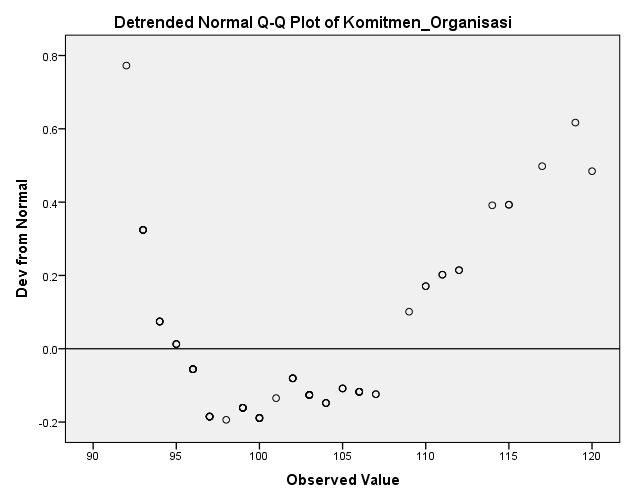 Detrended Normal Q-Q Plot of Komitmen_Organisasi
0.8
0.6
0.4
0.2
0.0
-0.2
Dev from Normal
90 95 100 105 110 115 120
Observed Value